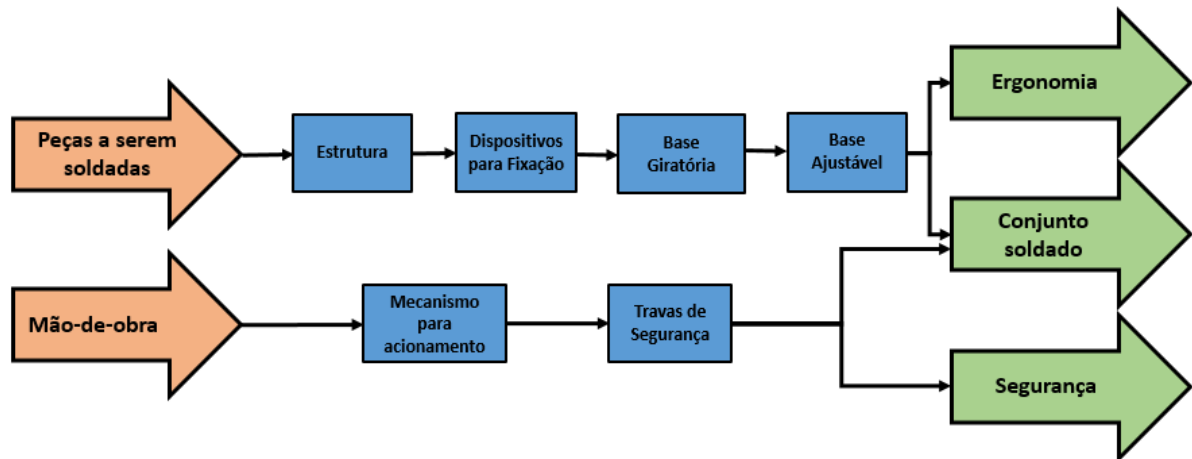 Ergonomia
Peças a serem
soldadas
Estrutura
Dispositivos
para Fixação
Base
Giratória
Base
Ajustável
Conjunto
soldado
Mão-de-obra
Mecanismo
para
acionamento
Travas de
Segurança
Segurança